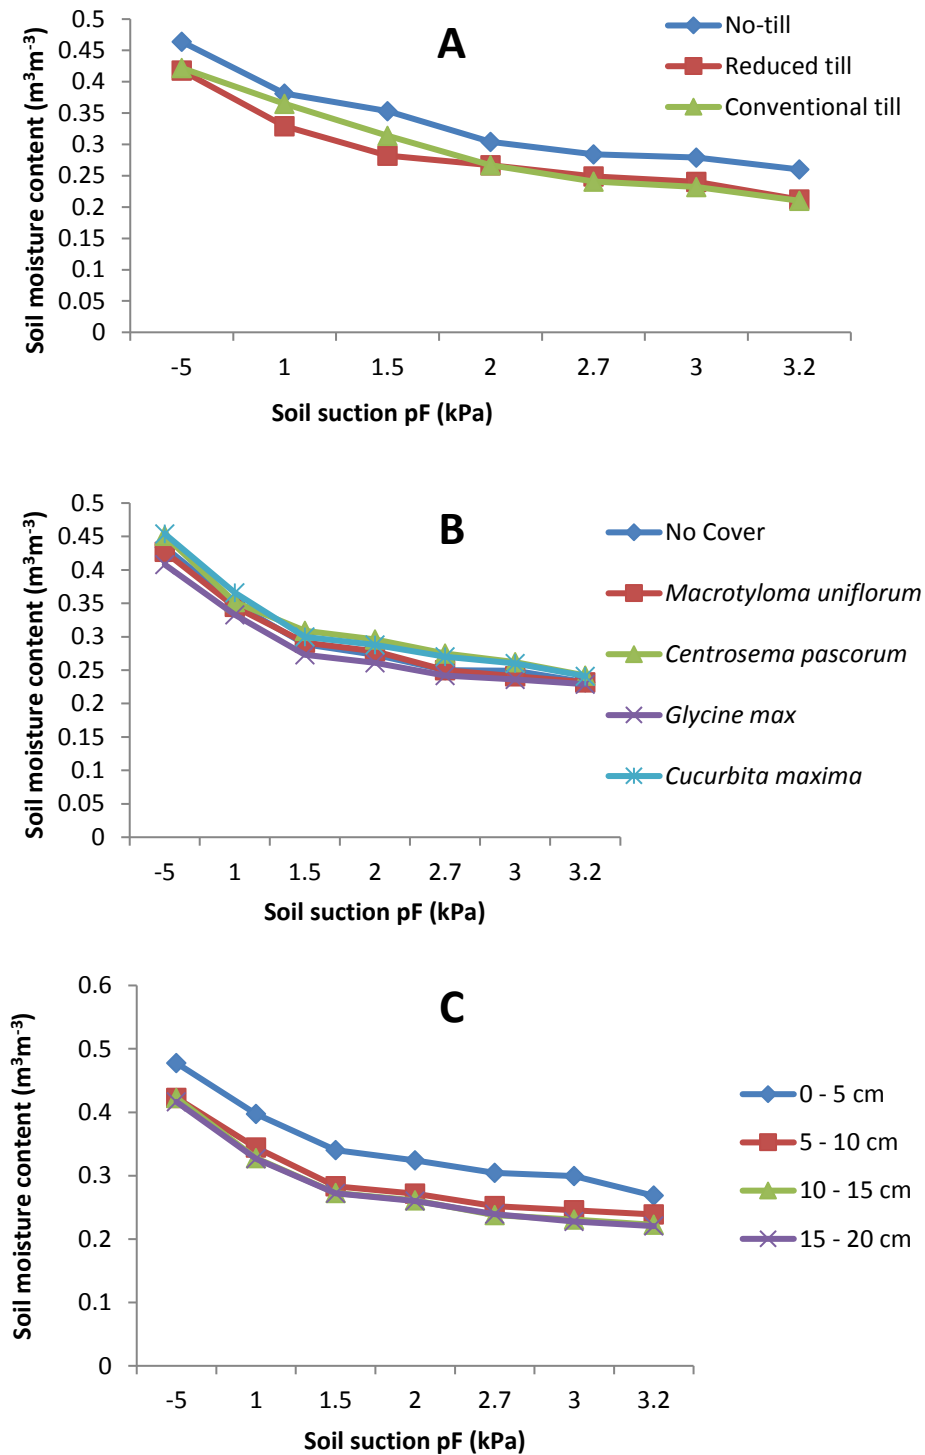 A
No-till
Reduced till
Conventional till
Soil moisture content (m³m⁻³)
0.5
0.45
0.4
0.35
0.3
0.25
0.2
0.15
0.1
0.05
0
-5 1 1.5 2 2.7 3 3.2
Soil suction pF (kPa)
B
No Cover
Macrotyloma uniflorum
Centrosema pascorum
Glycine max
Cucurbita maxima
Soil moisture content (m³m⁻³)
0.5
0.45
0.4
0.35
0.3
0.25
0.2
0.15
0.1
0.05
0
-5 1 1.5 2 2.7 3 3.2
Soil suction pF (kPa)
C
0 - 5 cm
5 - 10 cm
10 - 15 cm
15 - 20 cm
Soil moisture content (m³m⁻³)
0.6
0.5
0.4
0.3
0.2
0.1
0
-5 1 1.5 2 2.7 3 3.2
Soil suction pF (kPa)